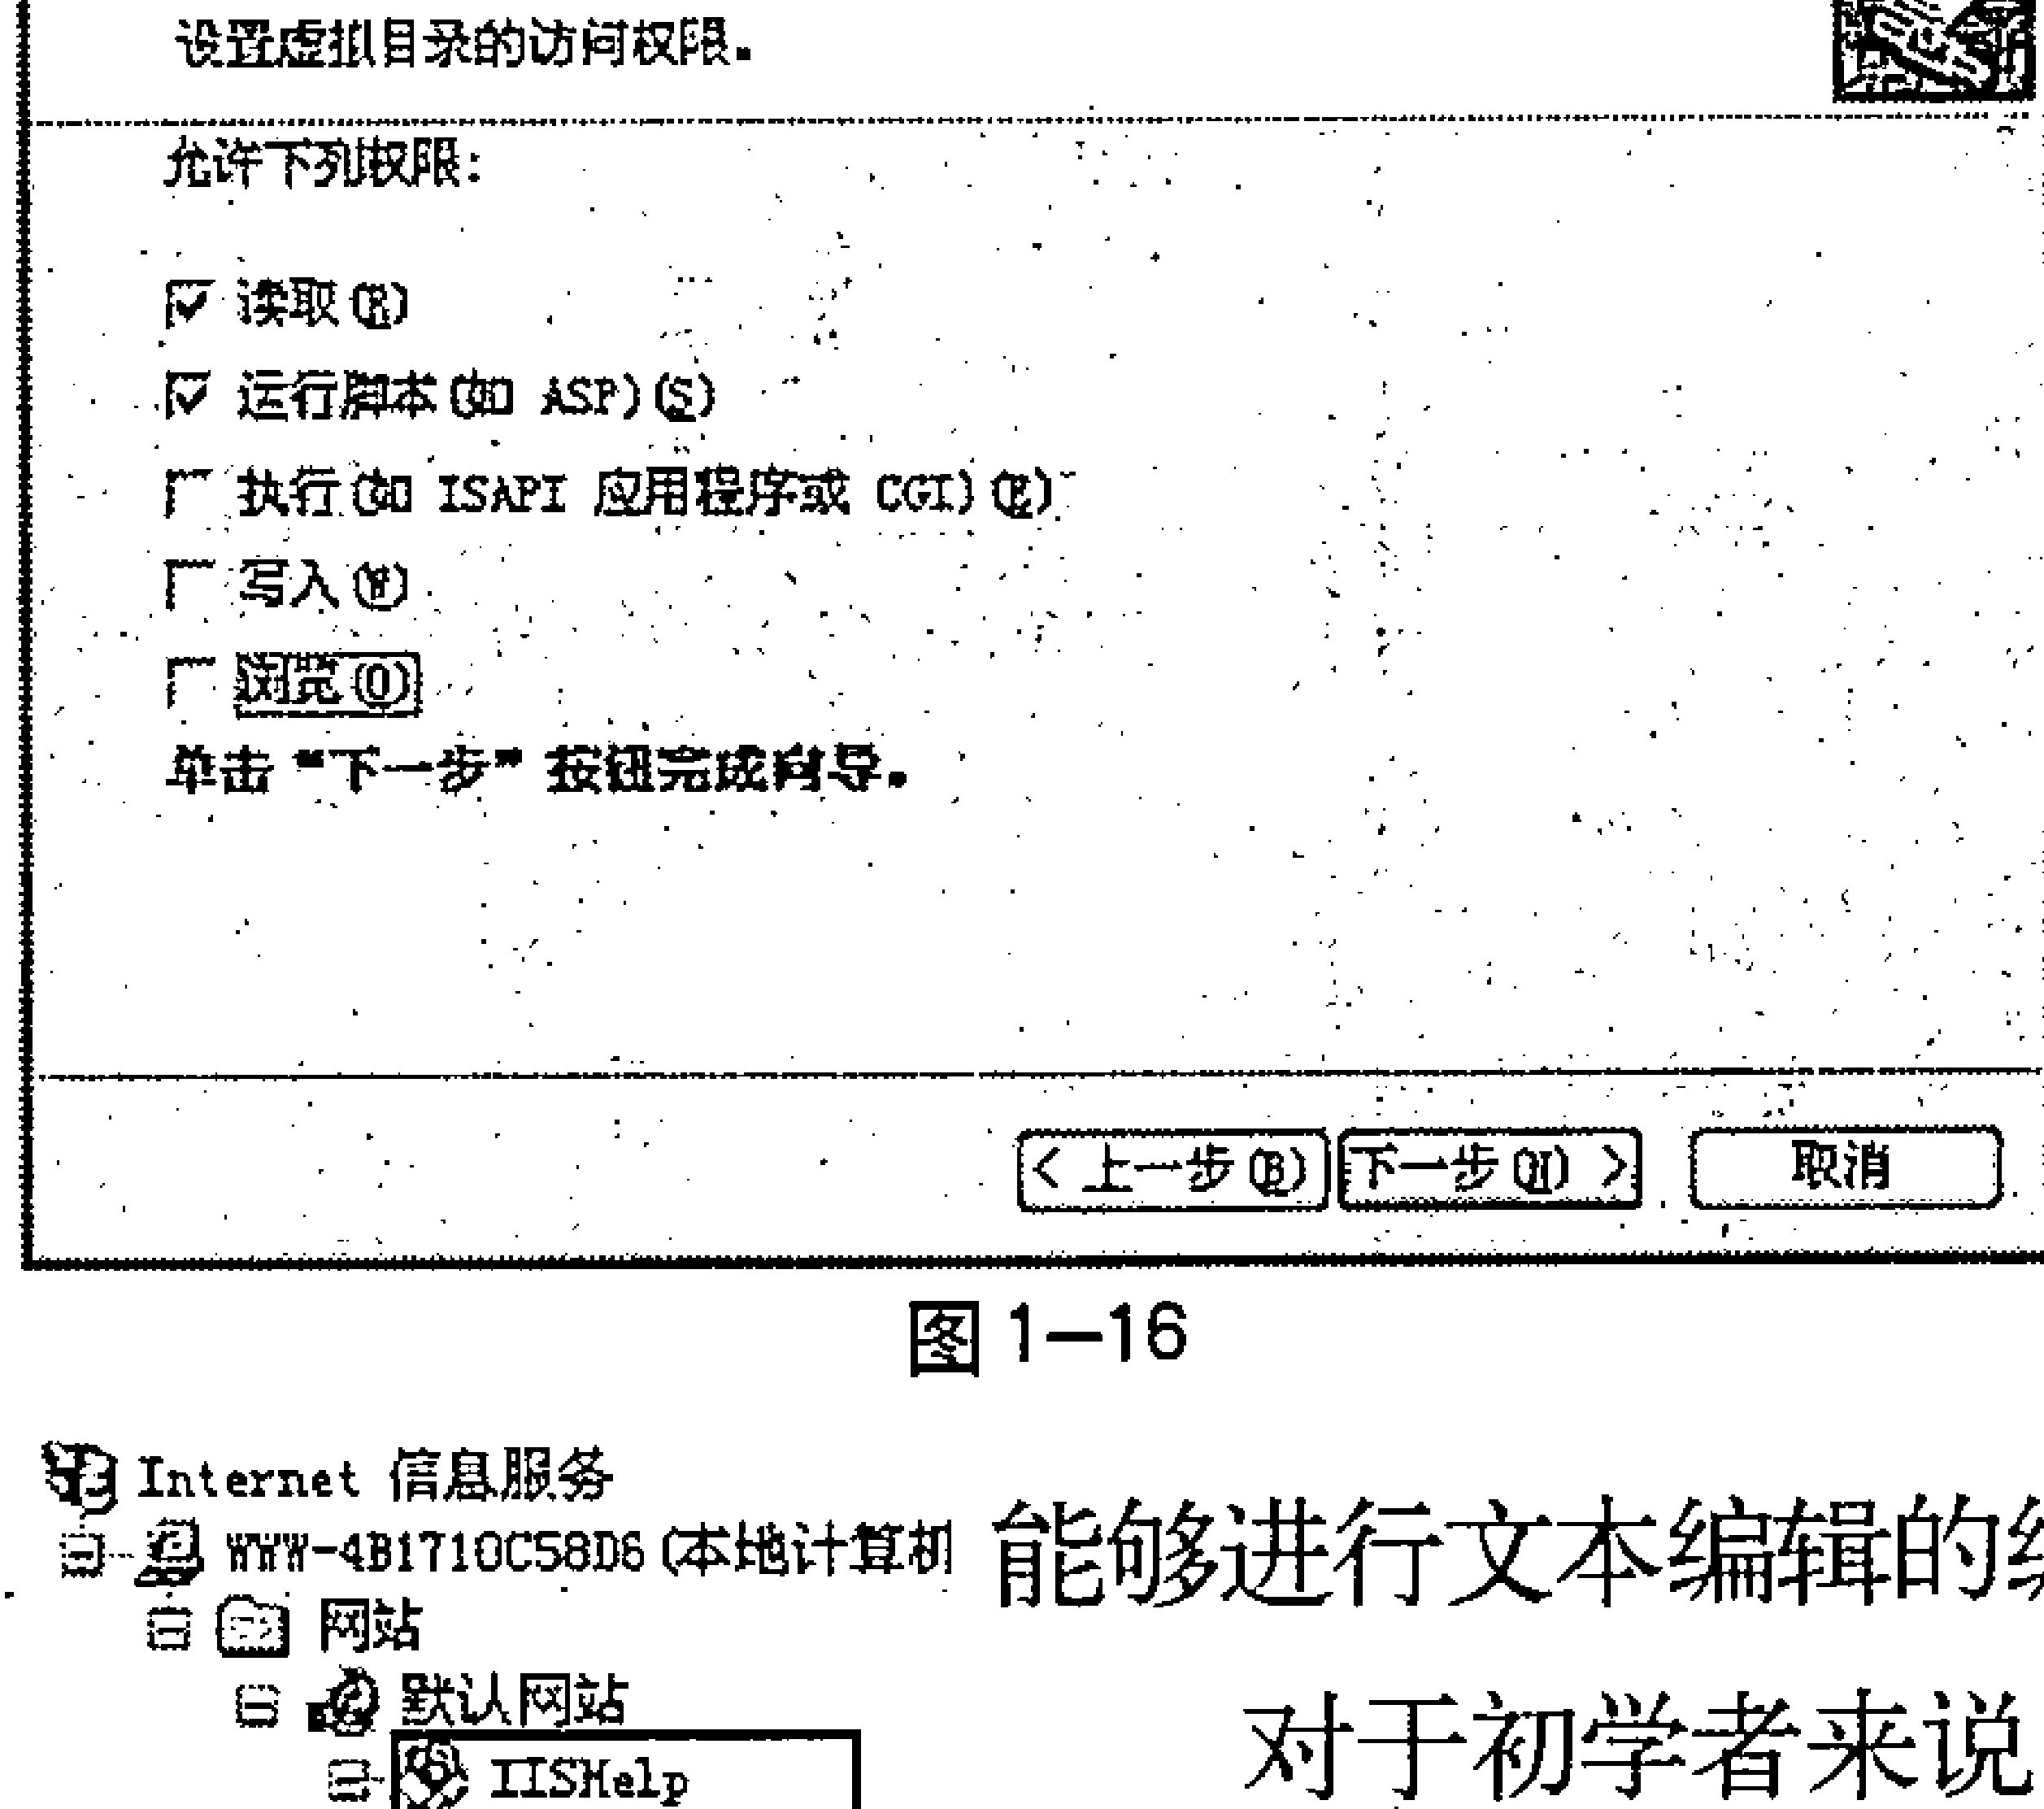 设置虚拟目录的访问权限。
允许下列权限:
读取(R)
运行脚本(如 ASP)(S)
执行(如 ISAPI 应用程序或 CGI)(E)
写入(W)
浏览(O)
单击“下一步”按钮完成向导。
< 上一步(B)
下一步(N) >
取消
图 1—16
Internet 信息服务
WWW-4B1710C58D6(本地计算机
网站
默认网站
IISHelp
能够进行文本编辑的
对于初学者来说